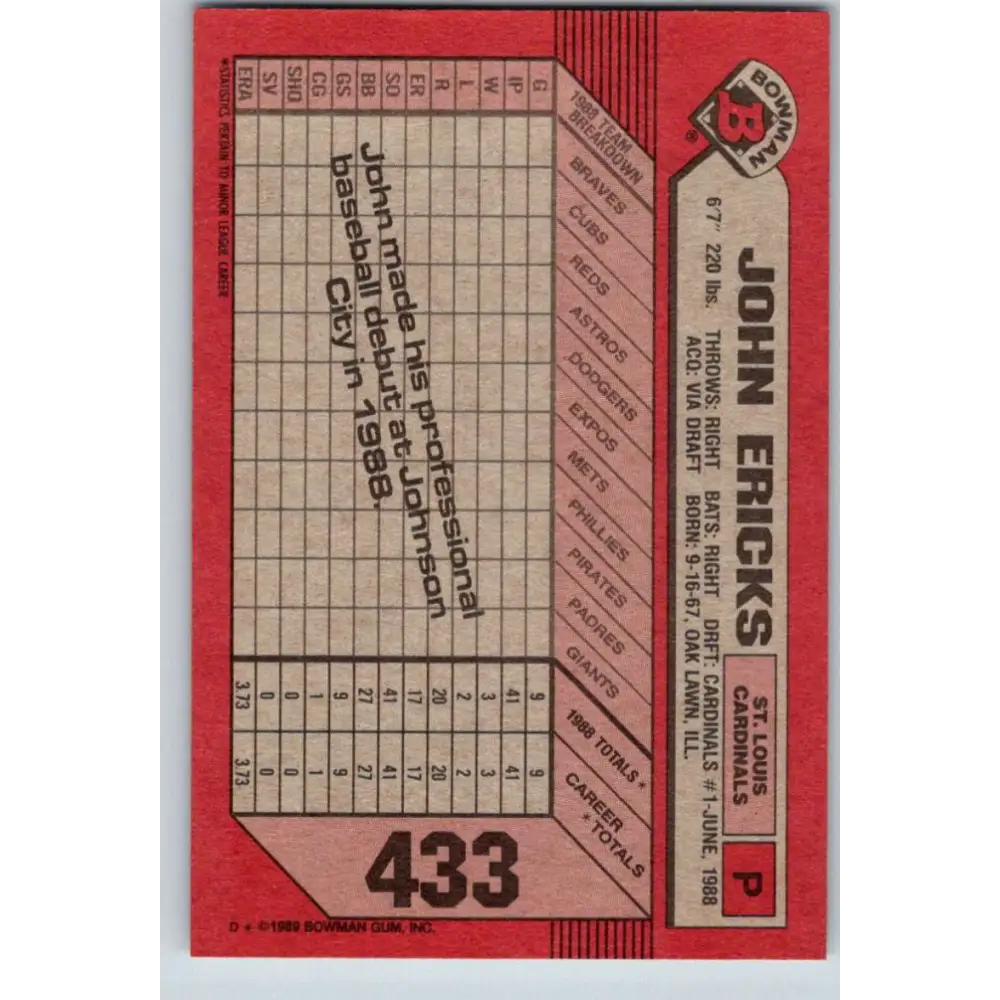 BOWMAN
B
BOWMAN
®
JOHN ERICKS
ST. LOUIS
CARDINALS
P
6'7" 220 lbs. THROWS: RIGHT BATS: RIGHT DRFT: CARDINALS #1-JUNE, 1988
ACQ: VIA DRAFT BORN: 9-16-67, OAK LAWN, ILL.
1988 TEAM
BREAKDOWN
BRAVES
CUBS
REDS
ASTROS
DODGERS
EXPOS
METS
PHILLIES
PIRATES
PADRES
GIANTS
1988 TOTALS *
CAREER
* TOTALS
G 9 9
IP 41 41
W 3 3
L 2 2
R 20 20
ER 17 17
SO 41 41
BB 27 27
GS 9 9
CG 1 1
SHO 0 0
SV 0 0
ERA 3.73 3.73
John made his professional
baseball debut at Johnson
City in 1988.
*STATISTICS PERTAIN TO MINOR LEAGUE CAREER
433
D * ©1989 BOWMAN GUM, INC.